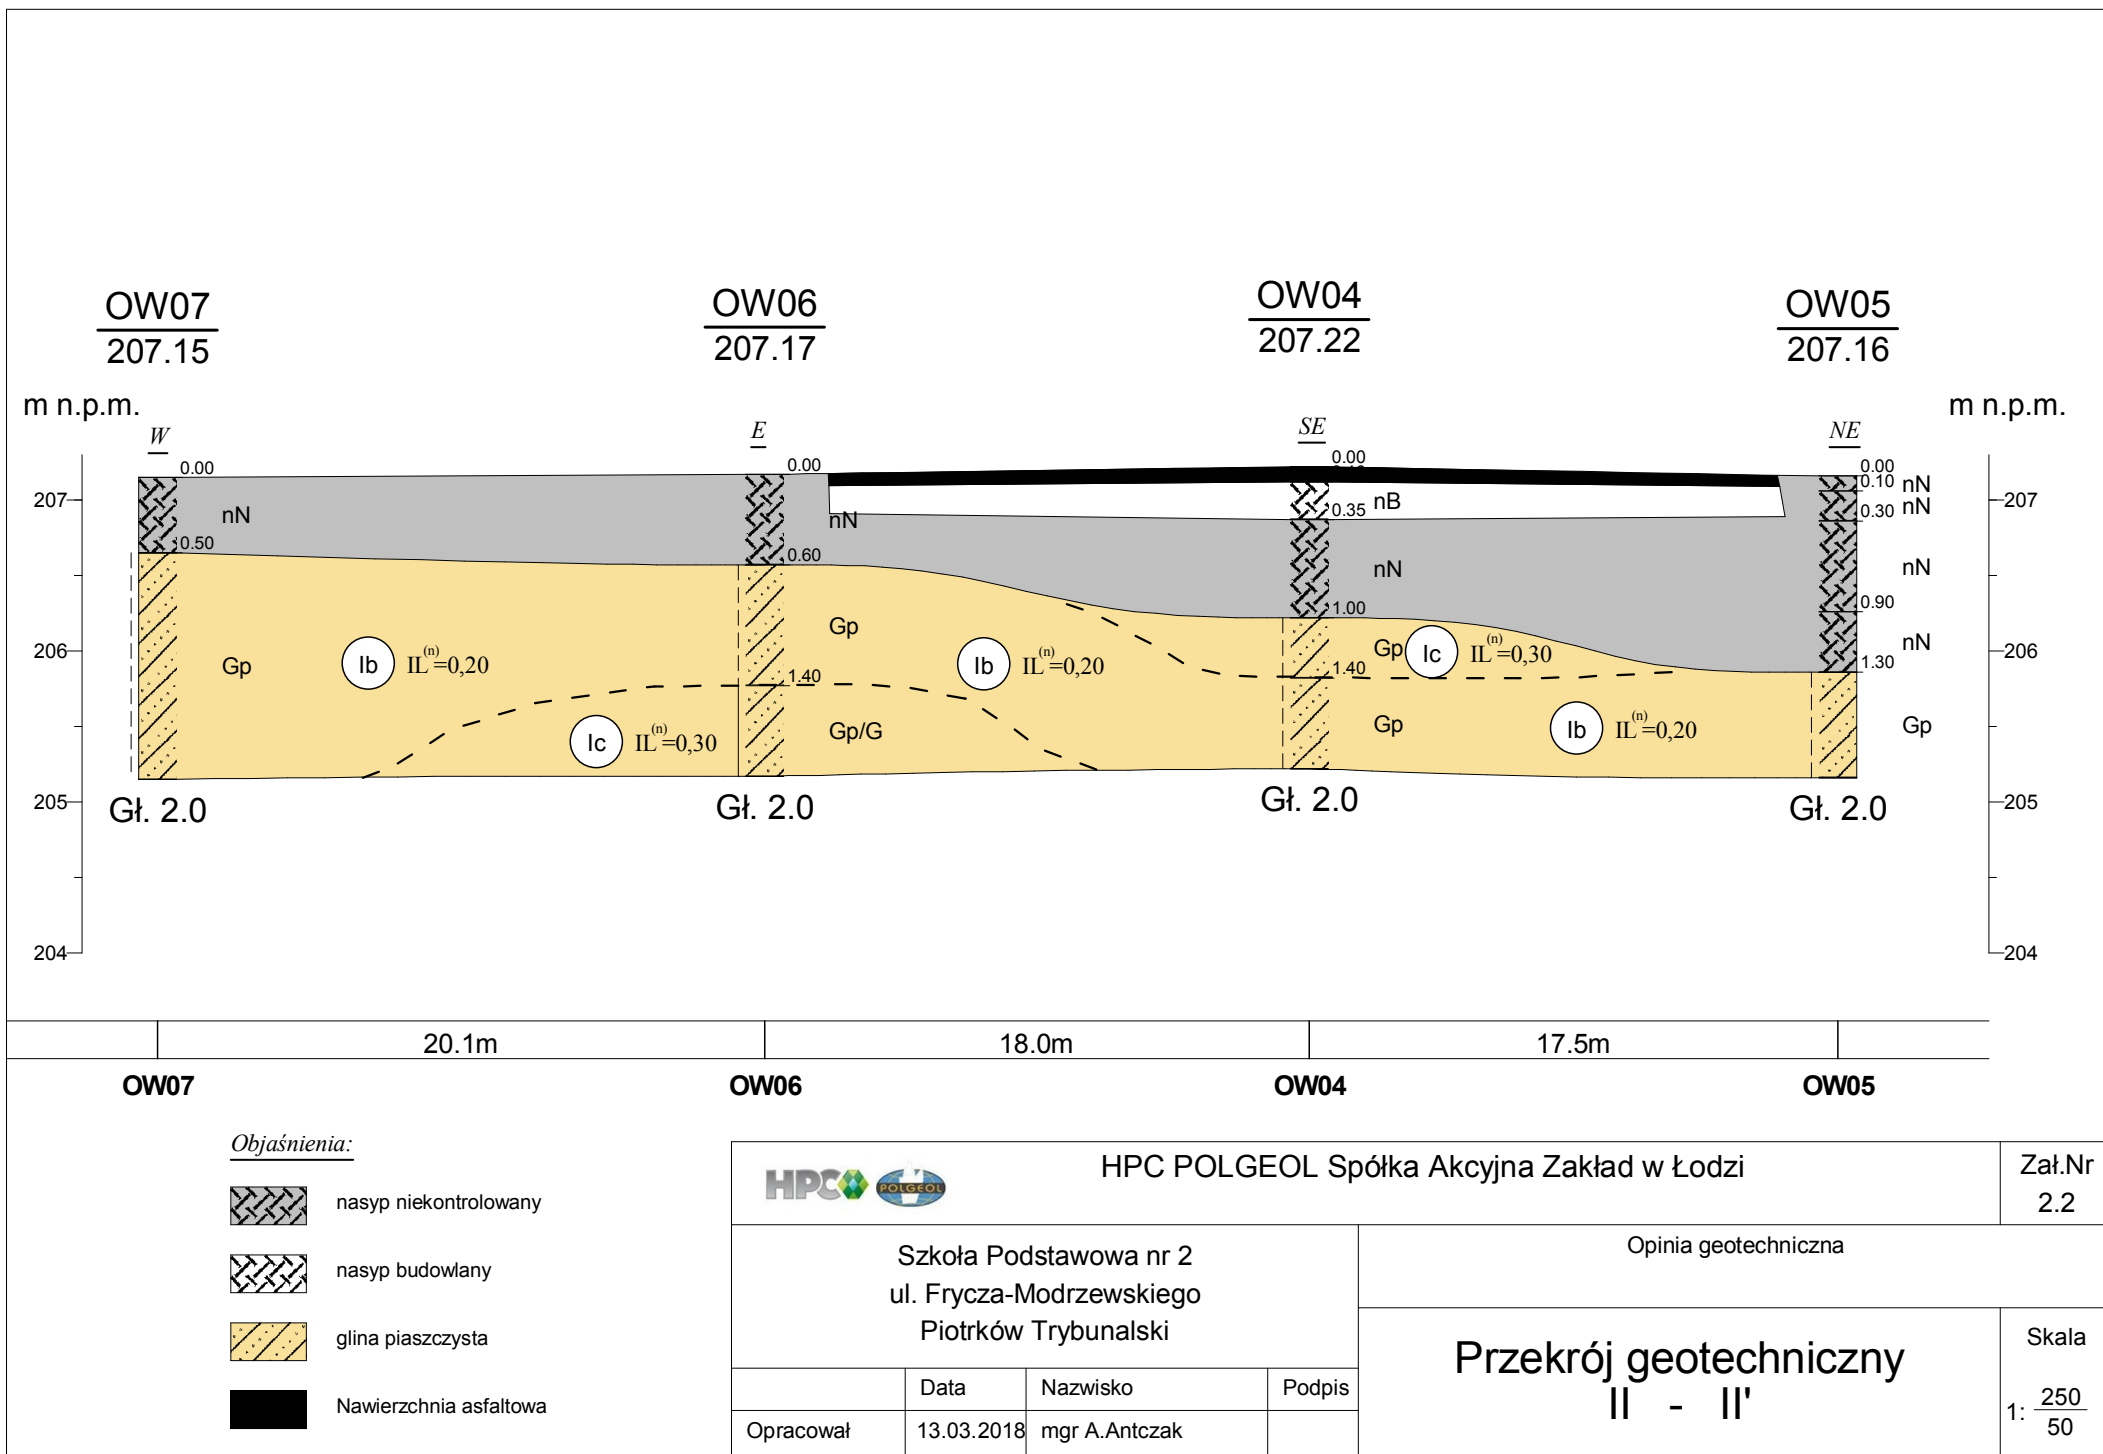 OW07
207.15
OW06
207.17
OW04
207.22
OW05
207.16
m n.p.m.
m n.p.m.
W
E
SE
NE
0.00
0.50
0.00
0.60
1.40
0.00
0.35
1.00
1.40
0.00
0.10
0.30
0.90
1.30
207
206
205
204
207
206
205
204
nN
nN
nB
nN
nN
nN
nN
nN
Gp
Ib
IL(n)=0,20
Gp
Ib
IL(n)=0,20
Gp
Ic
IL(n)=0,30
Ic
IL(n)=0,30
Gp/G
Gp
Ib
IL(n)=0,20
Gp
Gł. 2.0
Gł. 2.0
Gł. 2.0
Gł. 2.0
20.1m
18.0m
17.5m
OW07
OW06
OW04
OW05
Objaśnienia:
nasyp niekontrolowany
nasyp budowlany
glina piaszczysta
Nawierzchnia asfaltowa
HPC
POLGEOL
HPC POLGEOL Spółka Akcyjna Zakład w Łodzi
Zał.Nr
2.2
Szkoła Podstawowa nr 2
ul. Frycza-Modrzewskiego
Piotrków Trybunalski
Opinia geotechniczna
Przekrój geotechniczny
II - II'
Skala
1: 250
50
Data
Nazwisko
Podpis
Opracował
13.03.2018
mgr A.Antczak